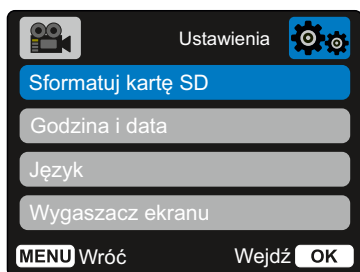 Ustawienia
Sformatuj kartę SD
Godzina i data
Język
Wygaszacz ekranu
MENU Wróć Wejdź OK